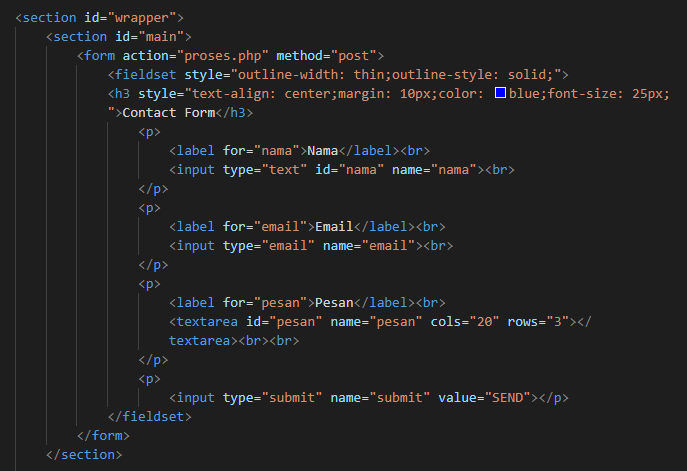 <section id="wrapper">
<section id="main">
<form action="proses.php" method="post">
<fieldset style="outline-width: thin;outline-style: solid;">
<h3 style="text-align: center;margin: 10px;color: blue;font-size: 25px;
">Contact Form</h3>
<p>
<label for="nama">Nama</label><br>
<input type="text" id="nama" name="nama"><br>
</p>
<p>
<label for="email">Email</label><br>
<input type="email" name="email"><br>
</p>
<p>
<label for="pesan">Pesan</label><br>
<textarea id="pesan" name="pesan" cols="20" rows="3"></
textarea><br><br>
</p>
<p>
<input type="submit" name="submit" value="SEND"></p>
</fieldset>
</form>
</section>